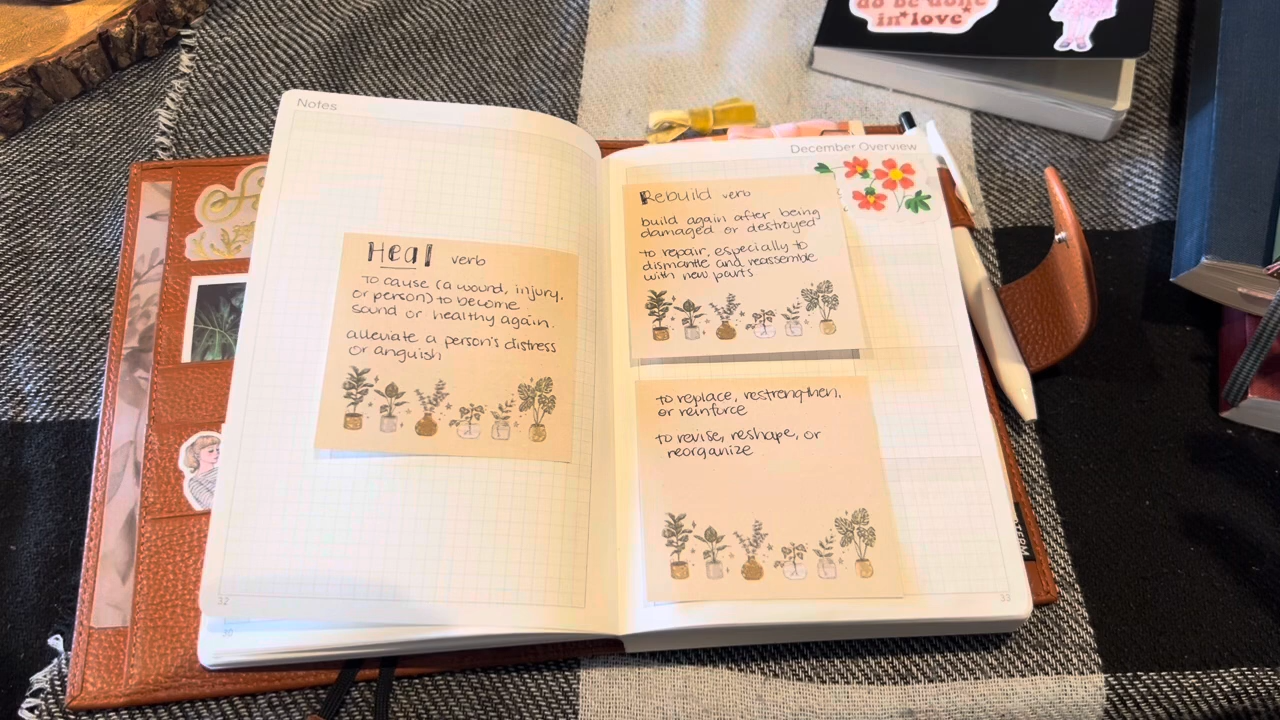 do be done
in love
Notes
December Overview
Heal verb
To cause (a wound, injury,
or person) to become
sound or healthy again.
alleviate a person's distress
or anguish
32
30
Rebuild verb
build again after being
damaged or destroyed
to repair, especially to
dismantle and reassemble
with new parts
to replace, restrengthen,
or reinforce
to revise, reshape, or
reorganize
33